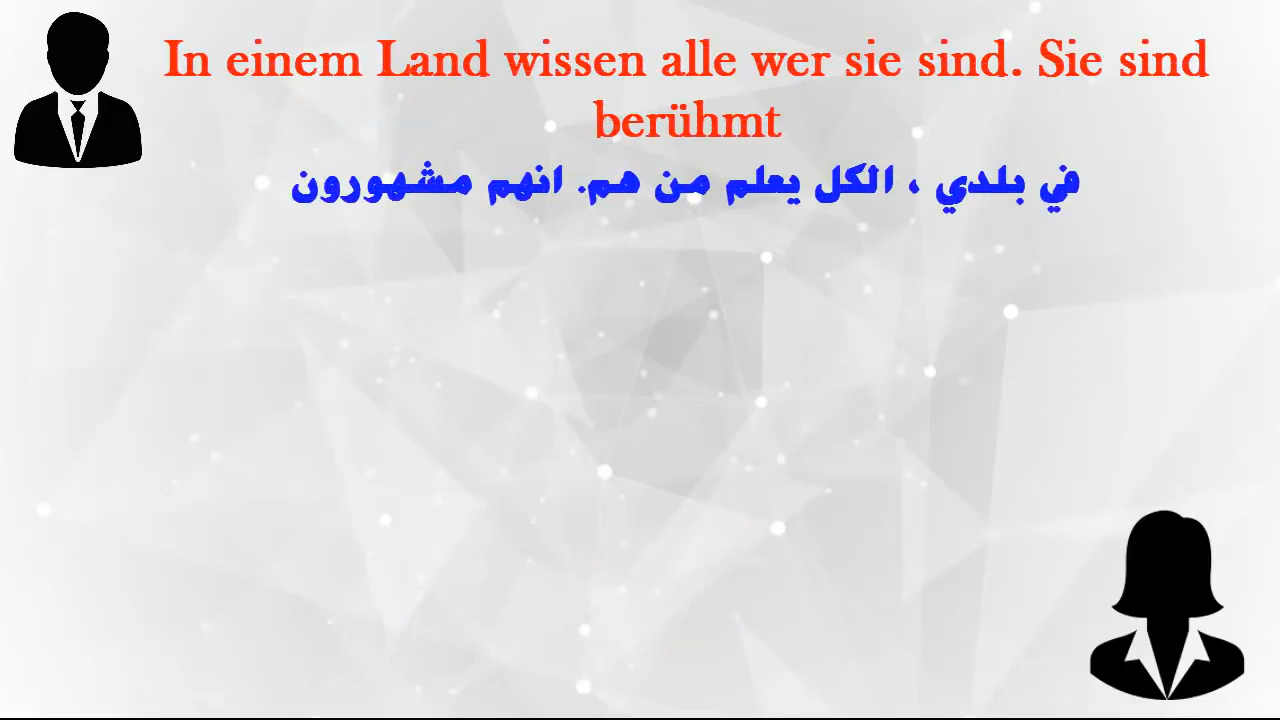 In einem Land wissen alle wer sie sind. Sie sind
berühmt
في بلدي ، الكل يعلم من هم. انهم مشهورون